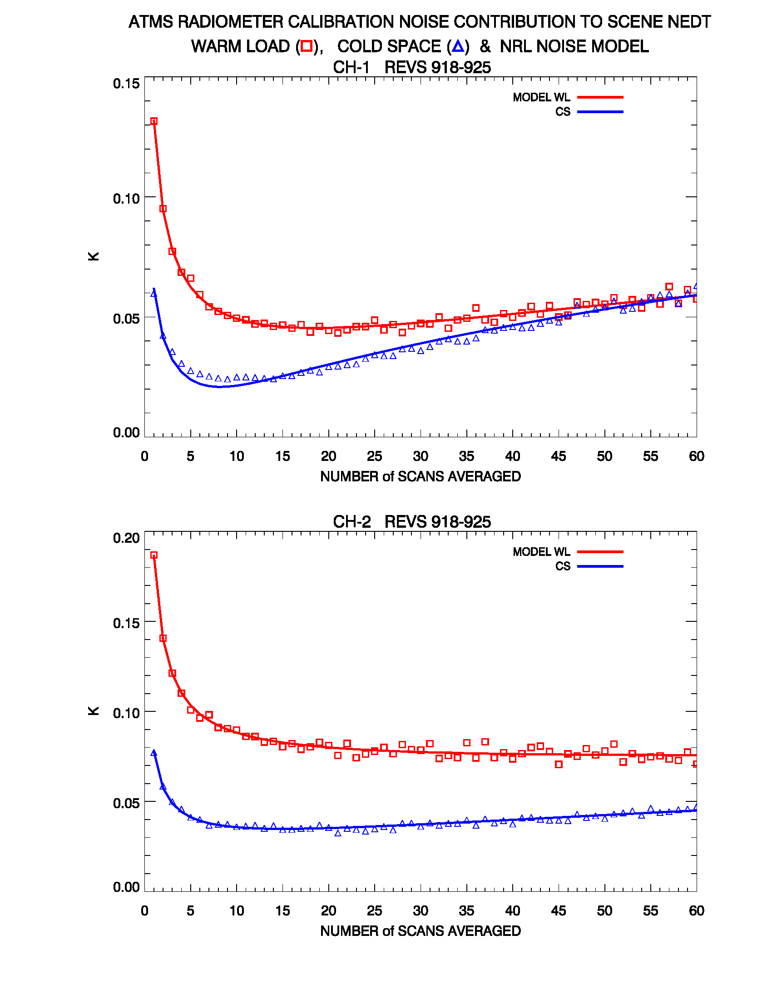 ATMS RADIOMETER CALIBRATION NOISE CONTRIBUTION TO SCENE NEDT
WARM LOAD (□), COLD SPACE (△) & NRL NOISE MODEL
CH-1 REVS 918-925
0.15
MODEL WL
CS
0.10
K
0.05
0.00
0 5 10 15 20 25 30 35 40 45 50 55 60
NUMBER of SCANS AVERAGED
CH-2 REVS 918-925
0.20
MODEL WL
CS
0.15
0.10
K
0.05
0.00
0 5 10 15 20 25 30 35 40 45 50 55 60
NUMBER of SCANS AVERAGED